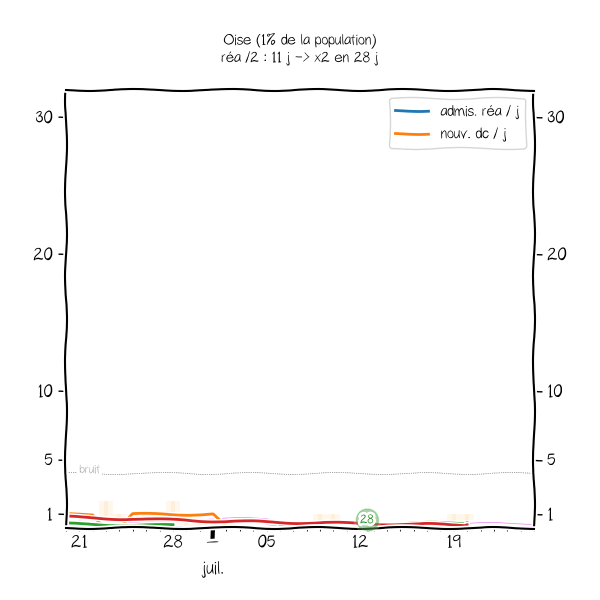 Oise (1% de la population)
réa /2 : 11 j -> x2 en 28 j
admis. réa / j
nouv. dc / j
30
30
20
20
10
10
5
5
bruit
1
1
28
21
28
1
05
12
19
juil.